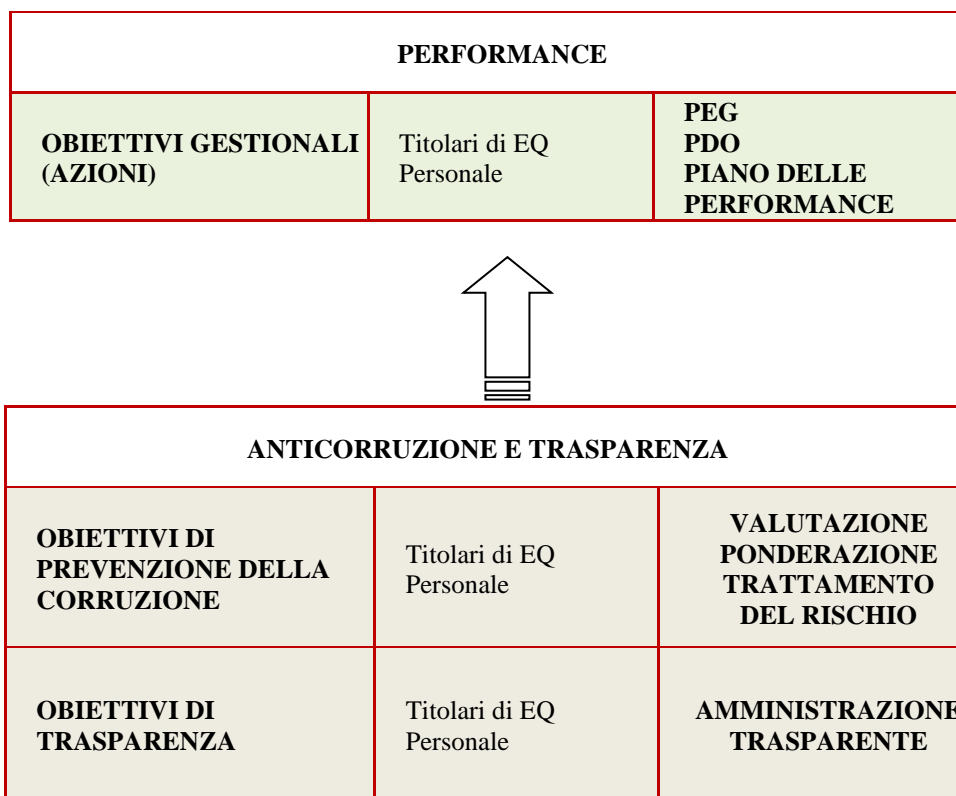 PERFORMANCE
OBIETTIVI GESTIONALI
(AZIONI)
Titolari di EQ
Personale
PEG
PDO
PIANO DELLE
PERFORMANCE
ANTICORRUZIONE E TRASPARENZA
OBIETTIVI DI
PREVENZIONE DELLA
CORRUZIONE
Titolari di EQ
Personale
VALUTAZIONE
PONDERAZIONE
TRATTAMENTO
DEL RISCHIO
OBIETTIVI DI
TRASPARENZA
Titolari di EQ
Personale
AMMINISTRAZIONE
TRASPARENTE